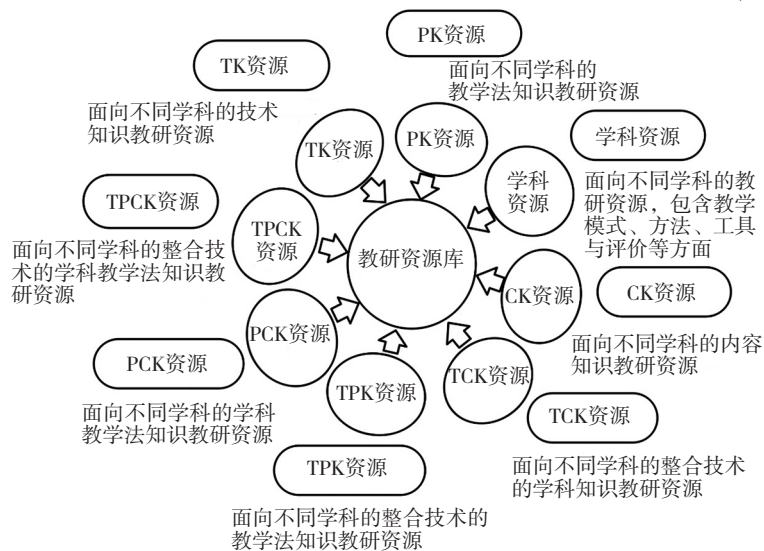 PK资源
面向不同学科的
教学法知识教研资源
TK资源
面向不同学科的技术
知识教研资源
学科资源
面向不同学科的教
研资源，包含教学
模式、方法、工具
与评价等方面
TPCK资源
面向不同学科的整合技
术的学科教学法知识教
研资源
TK资源
PK资源
学科
资源
TPCK
资源
教研资源库
CK资源
PCK资源
TPK资源
TCK资源
CK资源
面向不同学科的内容
知识教研资源
PCK资源
面向不同学科的学科
教学法知识教研资源
TCK资源
面向不同学科的整合技术
的学科知识教研资源
TPK资源
面向不同学科的整合技术的
教学法知识教研资源